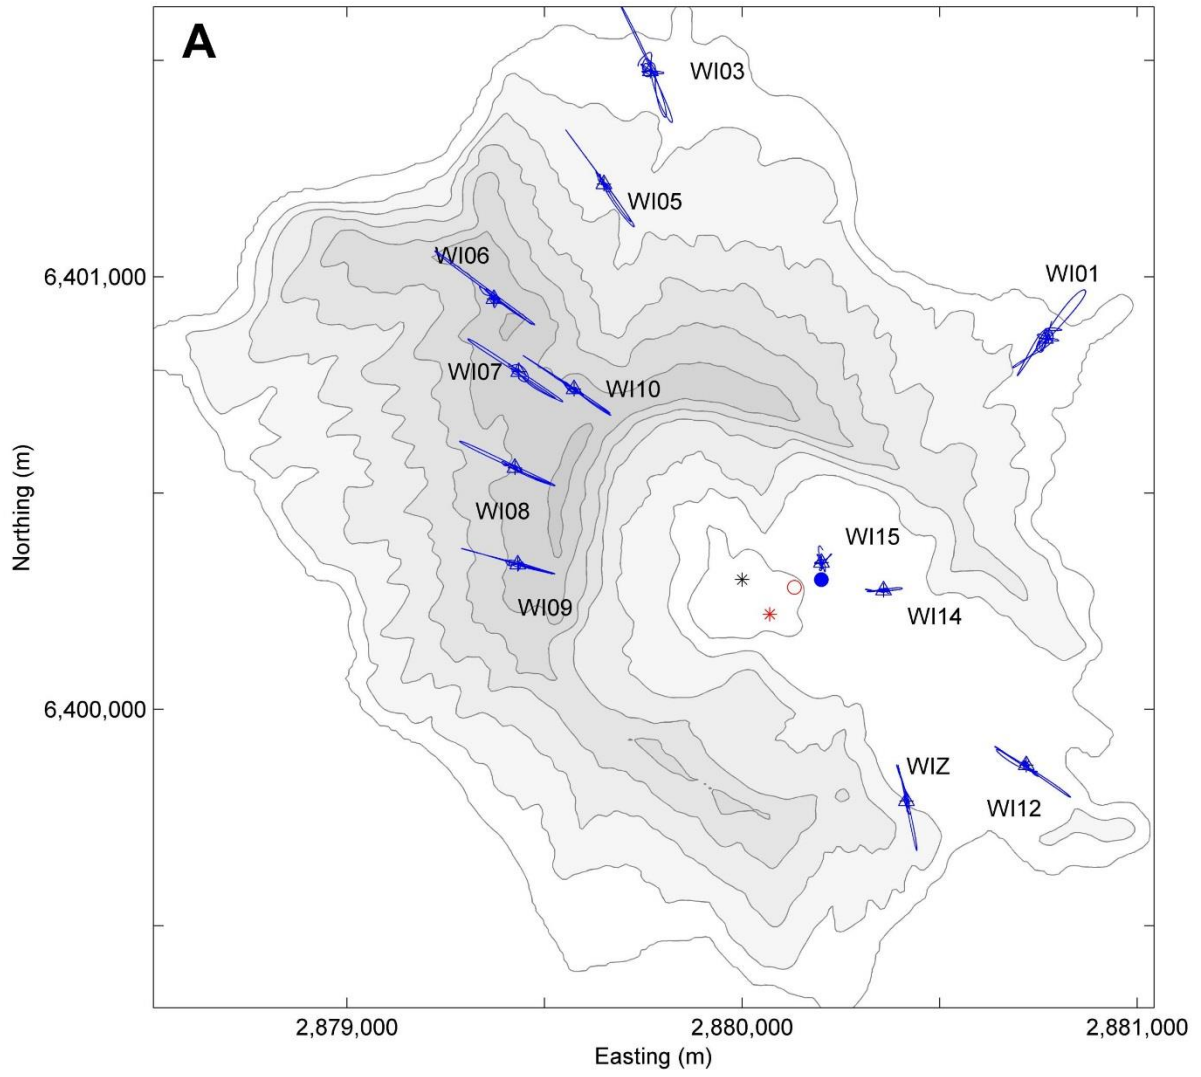 A
WI03
WI05
WI06
WI01
6,401,000
WI07
WI10
Northing (m)
WI08
WI15
WI09
WI14
6,400,000
WIZ
WI12
2,879,000
2,880,000
2,881,000
Easting (m)